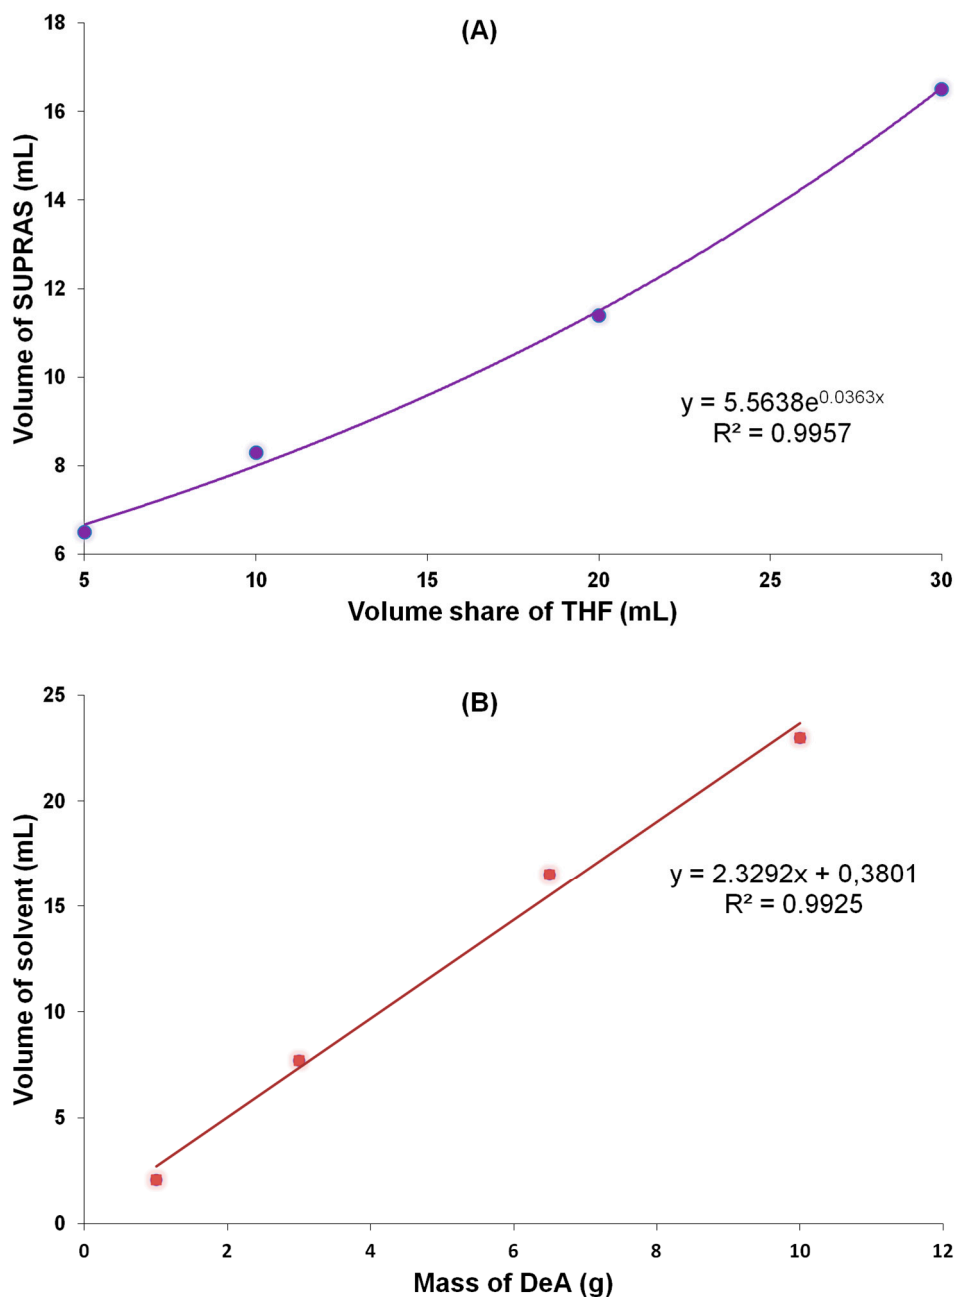 (A)
Volume of SUPRAS (mL)
18
16
14
12
10
8
6
y = 5.5638e^0.0363x
R² = 0.9957
5 10 15 20 25 30
Volume share of THF (mL)
(B)
Volume of solvent (mL)
25
20
15
10
5
0
y = 2.3292x + 0,3801
R² = 0.9925
0 2 4 6 8 10 12
Mass of DeA (g)